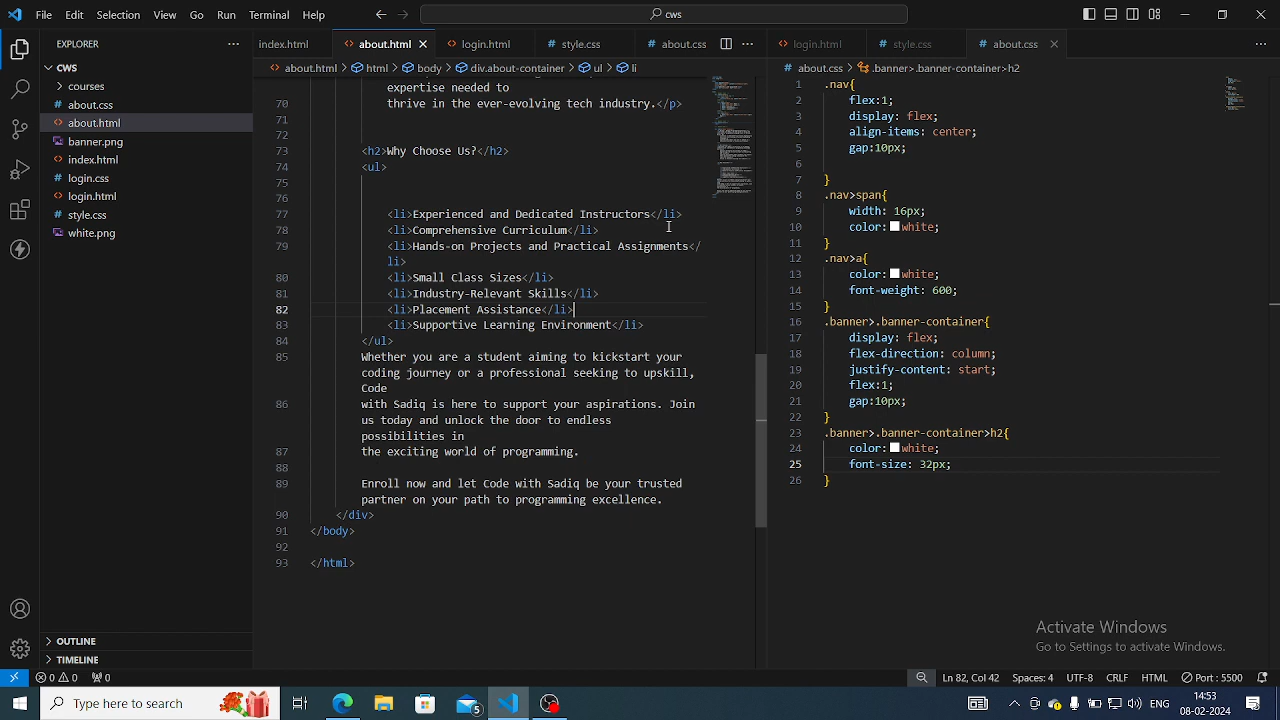 File Edit Selection View Go Run Terminal Help
cws
EXPLORER
CWS
courses
about.css
about.html
banner.png
index.html
login.css
login.html
style.css
white.png
OUTLINE
TIMELINE
index.html about.html login.html style.css about.css
about.html > html > body > div.about-container > ul > li
expertise needed to
70 thrive in the ever-evolving tech industry.</p>
71
72
73 <h2>Why Choose Us?</h2>
74 <ul>
75
76
77 <li>Experienced and Dedicated Instructors</li>
78 <li>Comprehensive Curriculum</li>
79 <li>Hands-on Projects and Practical Assignments</
li>
80 <li>Small Class Sizes</li>
81 <li>Industry-Relevant Skills</li>
82 <li>Placement Assistance</li>
83 <li>Supportive Learning Environment</li>
84 </ul>
85 Whether you are a student aiming to kickstart your
coding journey or a professional seeking to upskill,
Code
86 with Sadiq is here to support your aspirations. Join
us today and unlock the door to endless
possibilities in
87 the exciting world of programming.
88
89 Enroll now and let Code with Sadiq be your trusted
partner on your path to programming excellence.
90 </div>
91 </body>
92
93 </html>
login.html style.css about.css
about.css > .banner>.banner-container>h2
1 .nav{
2 flex:1;
3 display: flex;
4 align-items: center;
5 gap:10px;
6
7 }
8 .nav>span{
9 width: 16px;
10 color: white;
11 }
12 .nav>a{
13 color: white;
14 font-weight: 600;
15 }
16 .banner>.banner-container{
17 display: flex;
18 flex-direction: column;
19 justify-content: start;
20 flex:1;
21 gap:10px;
22 }
23 .banner>.banner-container>h2{
24 color: white;
25 font-size: 32px;
26 }
Activate Windows
Go to Settings to activate Windows.
0 0 0 Ln 82, Col 42 Spaces: 4 UTF-8 CRLF HTML Port : 5500
Type here to search
5
ENG
14:53
08-02-2024